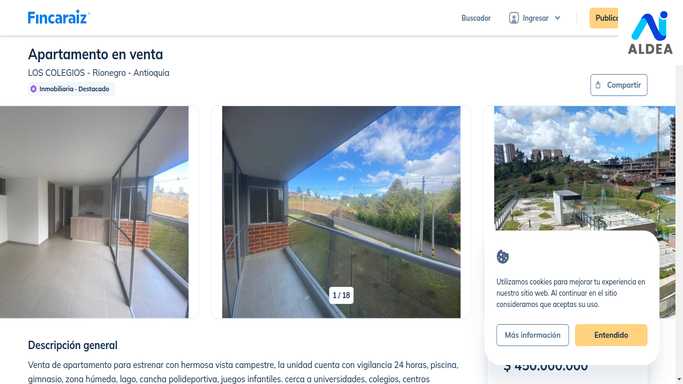 Fincaraíz
Buscador
Ingresar
Public
ALDEA
Apartamento en venta
LOS COLEGIOS - Rionegro - Antioquia
Inmobiliaria · Destacado
Compartir
1 / 18
Utilizamos cookies para mejorar tu experiencia en
nuestro sitio web. Al continuar en el sitio
consideramos que aceptas su uso.
Más información
Entendido
$ 450.000.000
Descripción general
Venta de apartamento para estrenar con hermosa vista campestre, la unidad cuenta con vigilancia 24 horas, piscina,
gimnasio, zona húmeda, lago, cancha polideportiva, juegos infantiles. cerca a universidades, colegios, centros